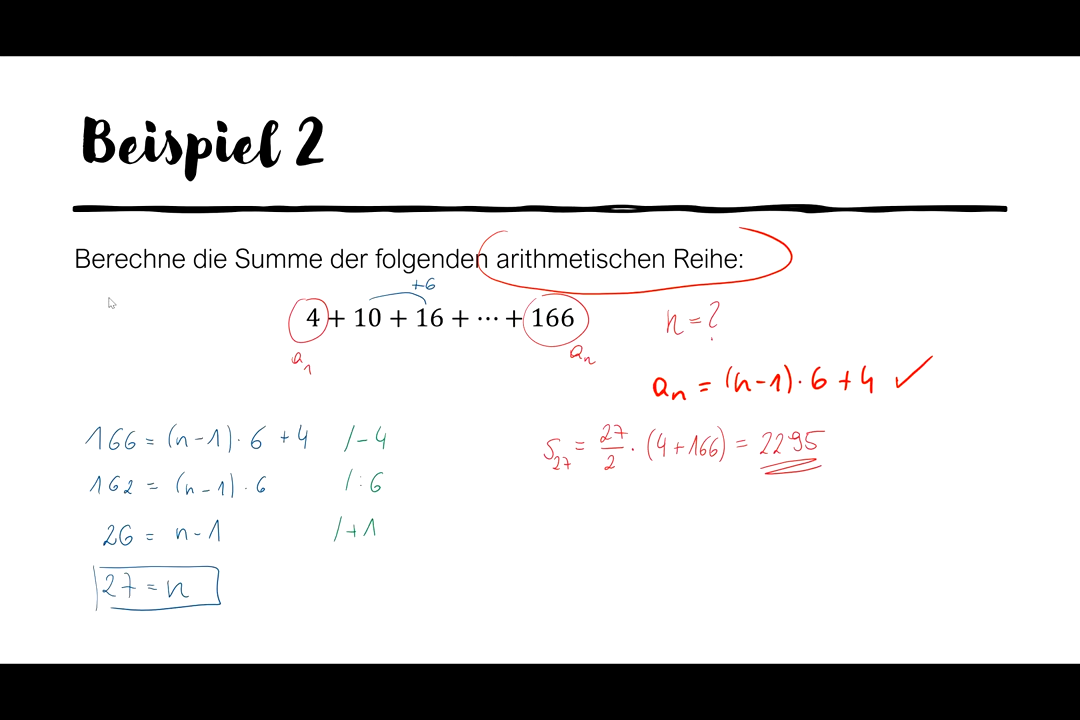 Beispiel 2
Berechne die Summe der folgenden arithmetischen Reihe:
+6
4 + 10 + 16 + ⋯ + 166
n = ?
a₁
aₙ
aₙ = (n-1) · 6 + 4 ✓
166 = (n-1) · 6 + 4 /-4
S₂₇ = 27/2 · (4+166) = 2295
162 = (n-1) · 6 /:6
26 = n-1 /+1
27 = n